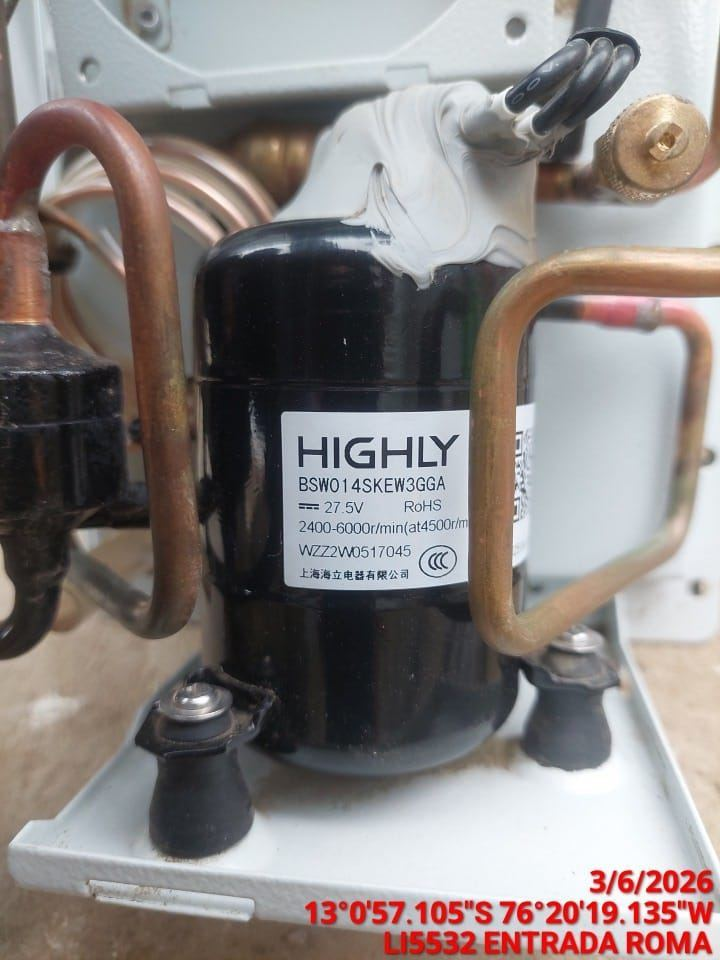 HIGHLY
BSW014SKEW3GGA
27.5V RoHS
2400-6000r/min(at4500r/m
WZZ2W0517045
CCC
上海海立电器有限公司
3/6/2026
13°0'57.105"S 76°20'19.135"W
LI5532 ENTRADA ROMA